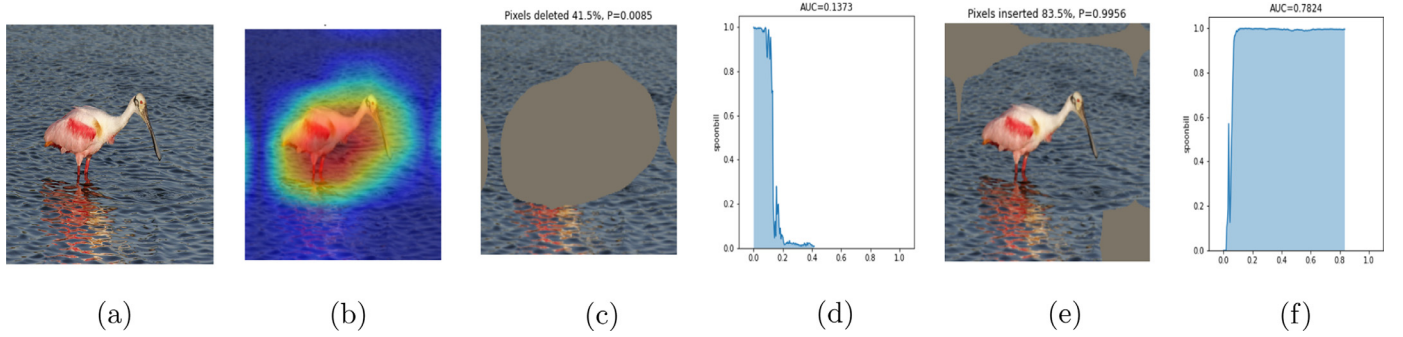 Pixels deleted 41.5%, P=0.0085
AUC=0.1373
Pixels inserted 83.5%, P=0.9956
AUC=0.7824
1.0
0.8
0.6
0.4
0.2
0.0
spoonbill
0.0 0.2 0.4 0.6 0.8 1.0
1.0
0.8
0.6
0.4
0.2
0.0
spoonbill
0.0 0.2 0.4 0.6 0.8 1.0
(a) (b) (c) (d) (e) (f)